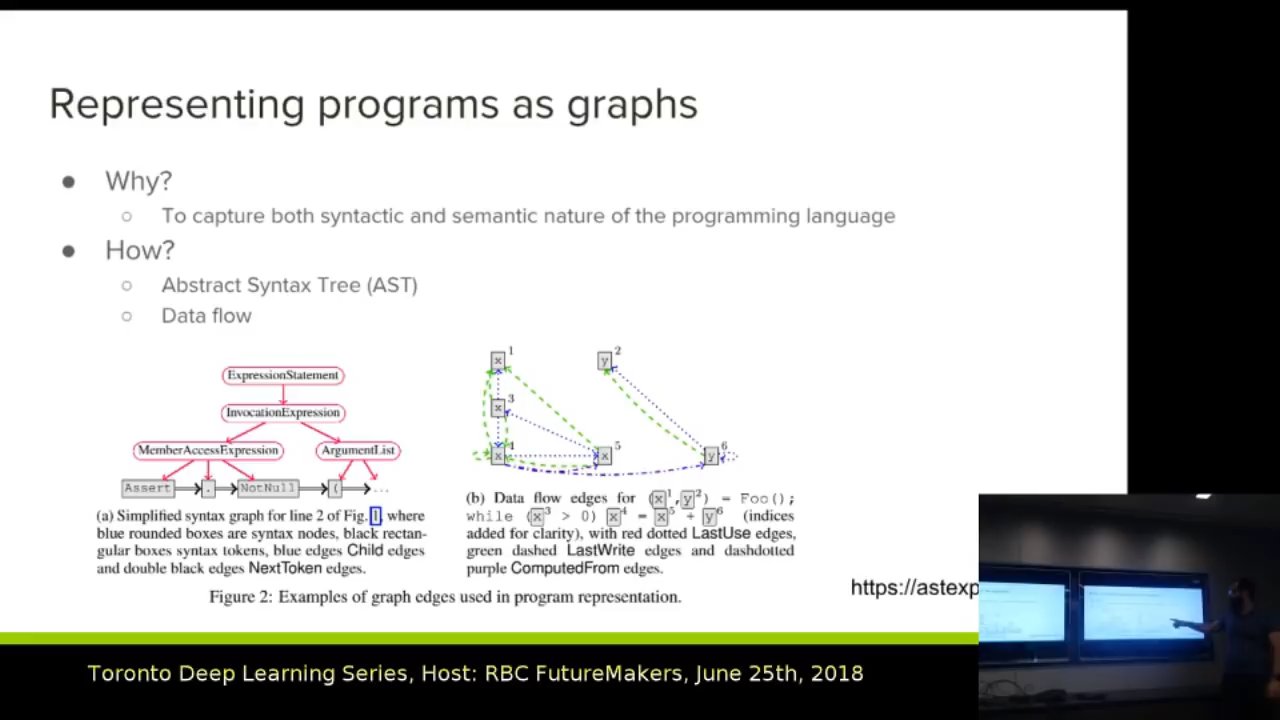 Representing programs as graphs
● Why?
○ To capture both syntactic and semantic nature of the programming language
● How?
○ Abstract Syntax Tree (AST)
○ Data flow
ExpressionStatement
InvocationExpression
MemberAccessExpression ArgumentList
Assert . NotNull ( ...
(a) Simplified syntax graph for line 2 of Fig. 1, where
blue rounded boxes are syntax nodes, black rectan-
gular boxes syntax tokens, blue edges Child edges
and double black edges NextToken edges.
x 1 y 2
x 3
x 4 x 5 y 6
(b) Data flow edges for (x1,y2) = Foo();
while (x3 > 0) x4 = x5 + y6 (indices
added for clarity), with red dotted LastUse edges,
green dashed LastWrite edges and dashdotted
purple ComputedFrom edges.
Figure 2: Examples of graph edges used in program representation.
https://astexp
Toronto Deep Learning Series, Host: RBC FutureMakers, June 25th, 2018